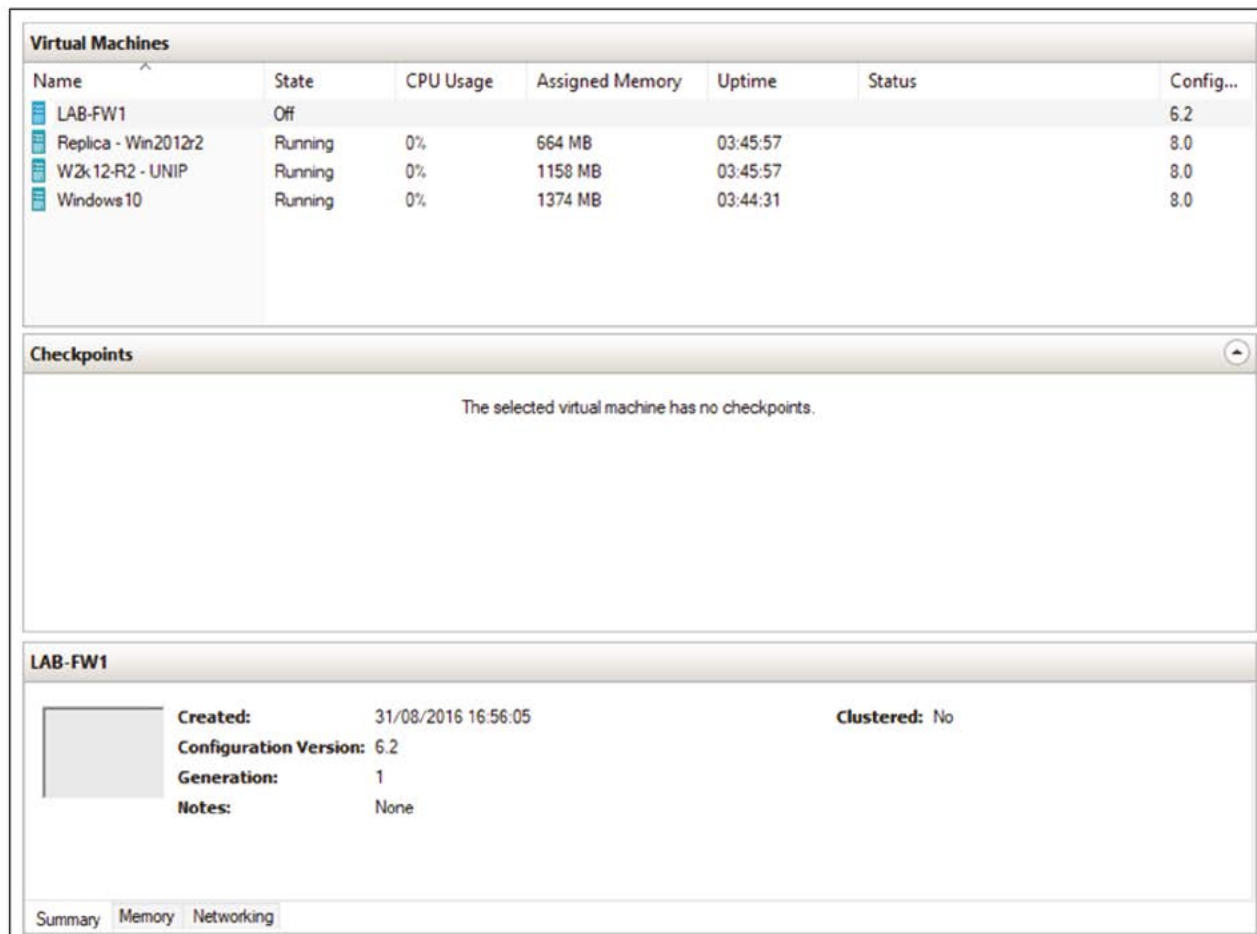 Virtual Machines
Name State CPU Usage Assigned Memory Uptime Status Config...
LAB-FW1 Off 6.2
Replica - Win2012r2 Running 0% 664 MB 03:45:57 8.0
W2k12-R2 - UNIP Running 0% 1158 MB 03:45:57 8.0
Windows10 Running 0% 1374 MB 03:44:31 8.0
Checkpoints
The selected virtual machine has no checkpoints.
LAB-FW1
Created: 31/08/2016 16:56:05 Clustered: No
Configuration Version: 6.2
Generation: 1
Notes: None
Summary Memory Networking